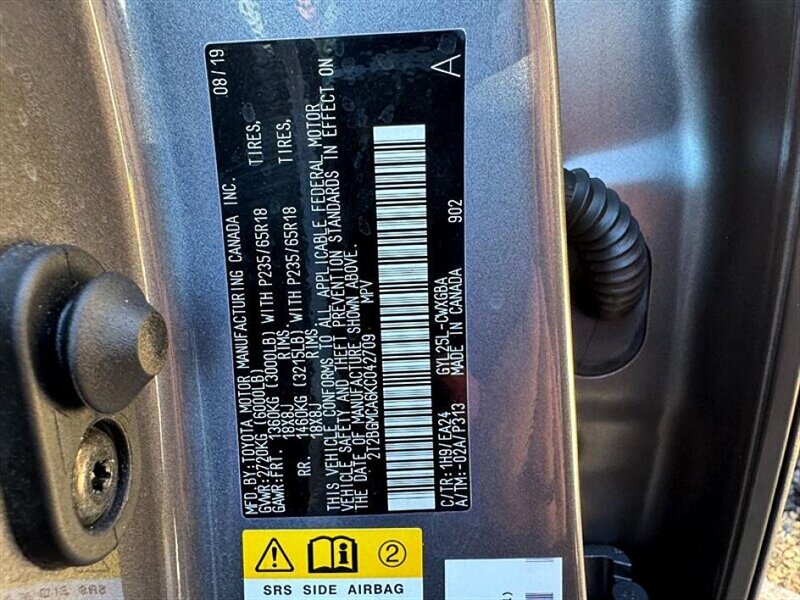 MFD.BY:TOYOTA MOTOR MANUFACTURING CANADA INC. 08/19
GVWR:2720KG(6000LB)
GAWR:FRT. 1360KG (3000LB) WITH P235/65R18 TIRES,
18X8J RIMS.
RR. 1460KG (3215LB) WITH P235/65R18 TIRES,
18X8J RIMS.
THIS VEHICLE CONFORMS TO ALL APPLICABLE FEDERAL MOTOR
VEHICLE SAFETY AND THEFT PREVENTION STANDARDS IN EFFECT ON
THE DATE OF MANUFACTURE SHOWN ABOVE.
2T2BGMCA6KC042709 MPV
C/TR:1H9/EA24 GYL25L-CWXGBA
A/TM:-02A/P313 MADE IN CANADA 902 A
2
SRS SIDE AIRBAG